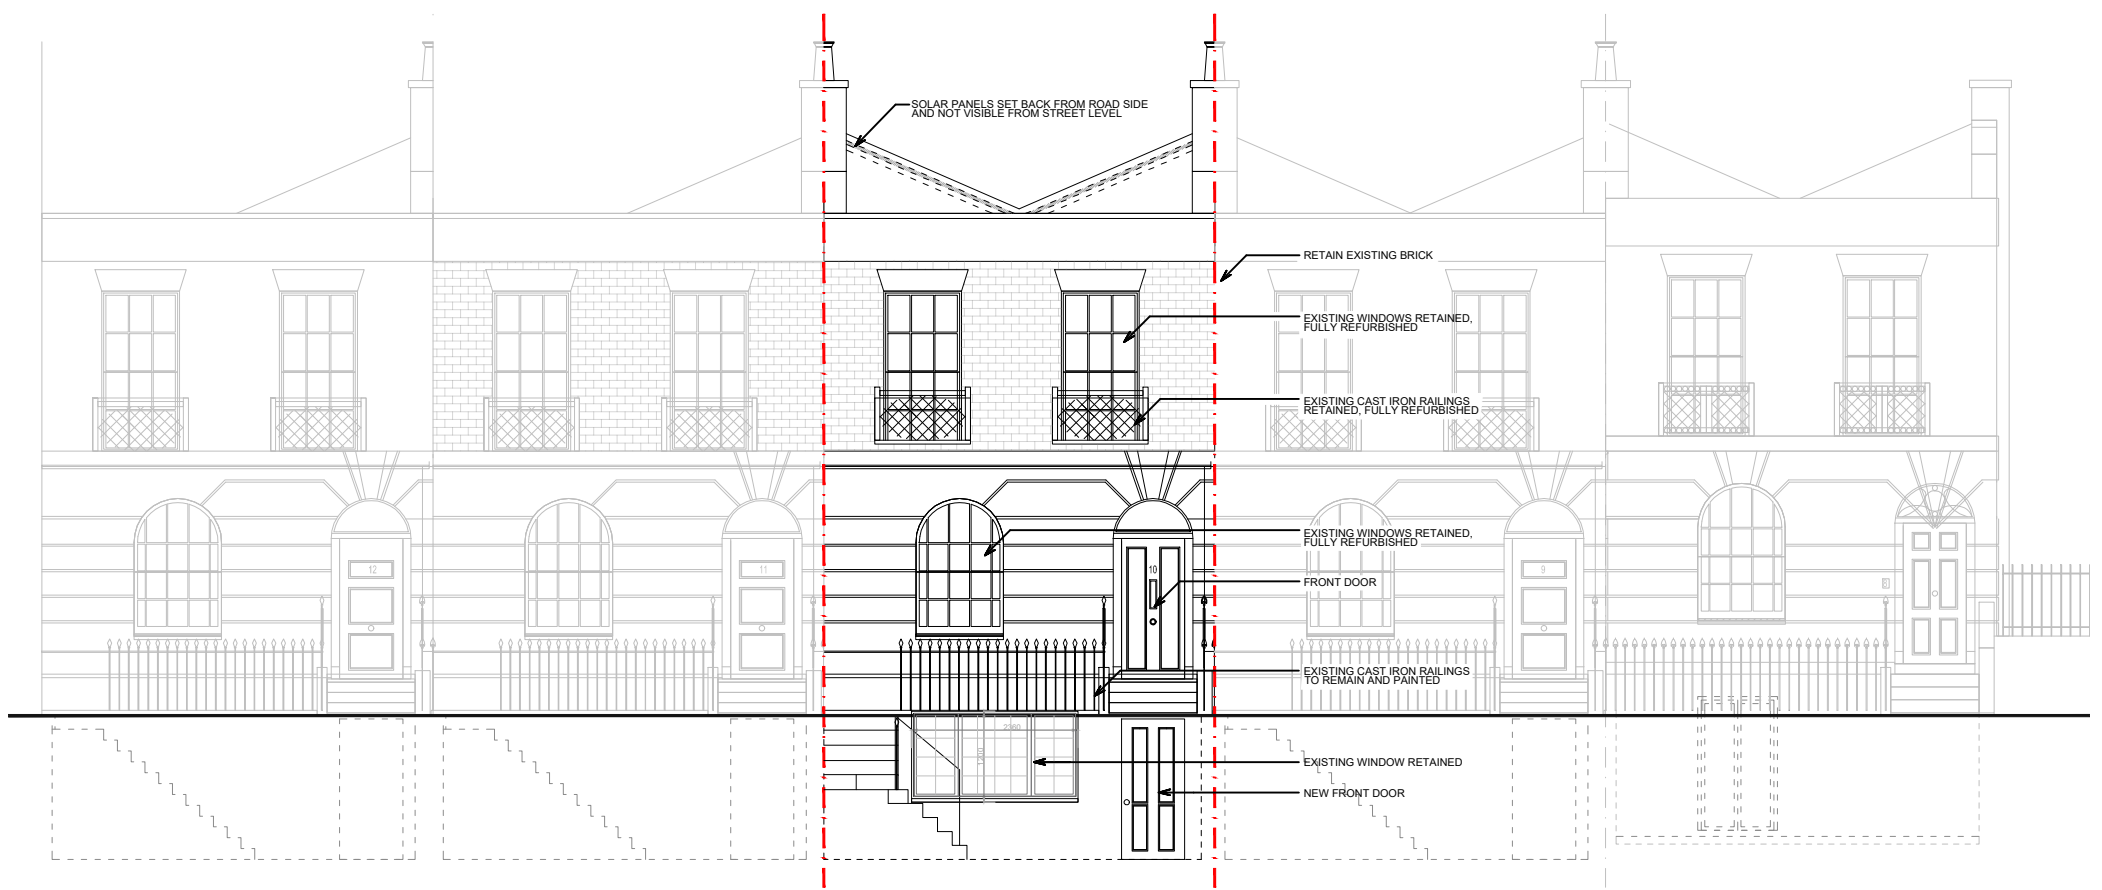 SOLAR PANELS SET BACK FROM ROAD SIDE
AND NOT VISIBLE FROM STREET LEVEL
RETAIN EXISTING BRICK
EXISTING WINDOWS RETAINED,
FULLY REFURBISHED
EXISTING CAST IRON RAILINGS
RETAINED, FULLY REFURBISHED
EXISTING WINDOWS RETAINED,
FULLY REFURBISHED
12
11
10
9
FRONT DOOR
EXISTING CAST IRON RAILINGS
TO REMAIN AND PAINTED
2360
1200
EXISTING WINDOW RETAINED
NEW FRONT DOOR